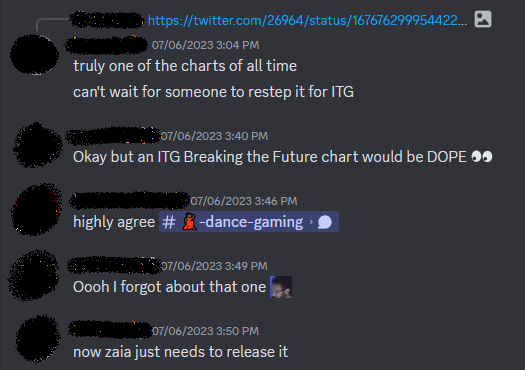 https://twitter.com/26964/status/167676299954422...
07/06/2023 3:04 PM
truly one of the charts of all time
can't wait for someone to restep it for ITG
07/06/2023 3:40 PM
Okay but an ITG Breaking the Future chart would be DOPE 👀
07/06/2023 3:46 PM
highly agree # 💃-dance-gaming ›
07/06/2023 3:49 PM
Oooh I forgot about that one
07/06/2023 3:50 PM
now zaia just needs to release it